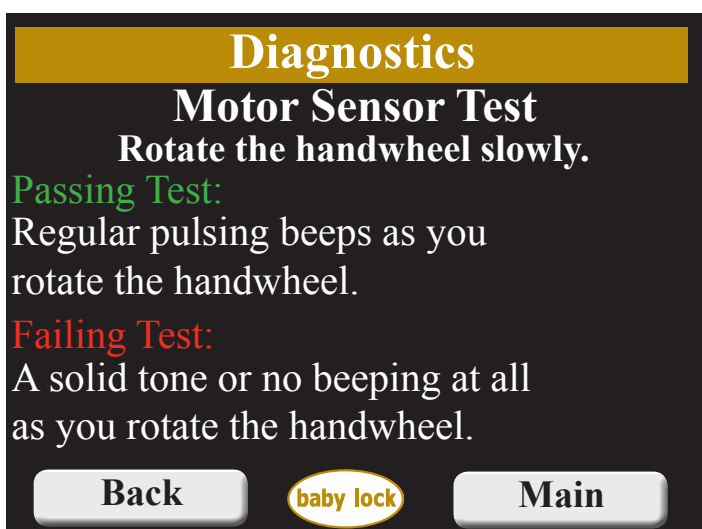 Diagnostics
Motor Sensor Test
Rotate the handwheel slowly.
Passing Test:
Regular pulsing beeps as you
rotate the handwheel.
Failing Test:
A solid tone or no beeping at all
as you rotate the handwheel.
Back
baby lock
Main